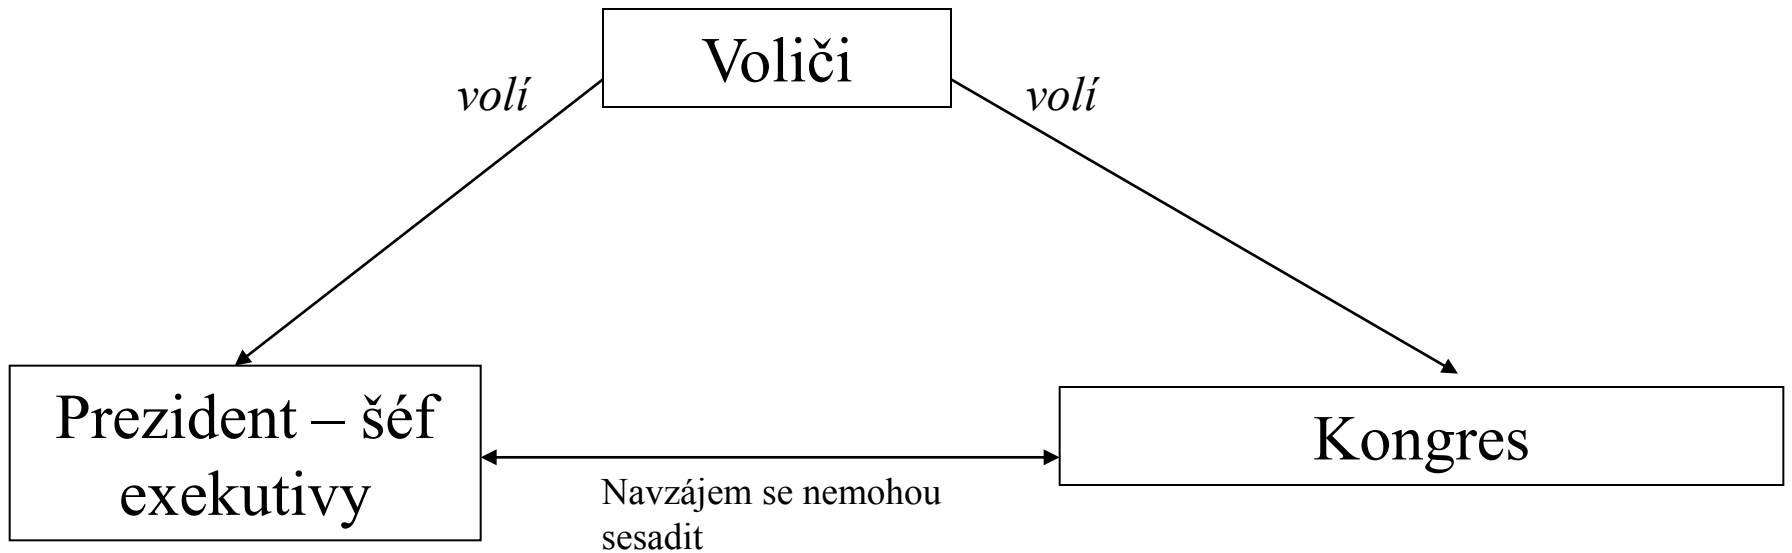 Voliči
volí
volí
Prezident – šéf
exekutivy
Kongres
Navzájem se nemohou
sesadit